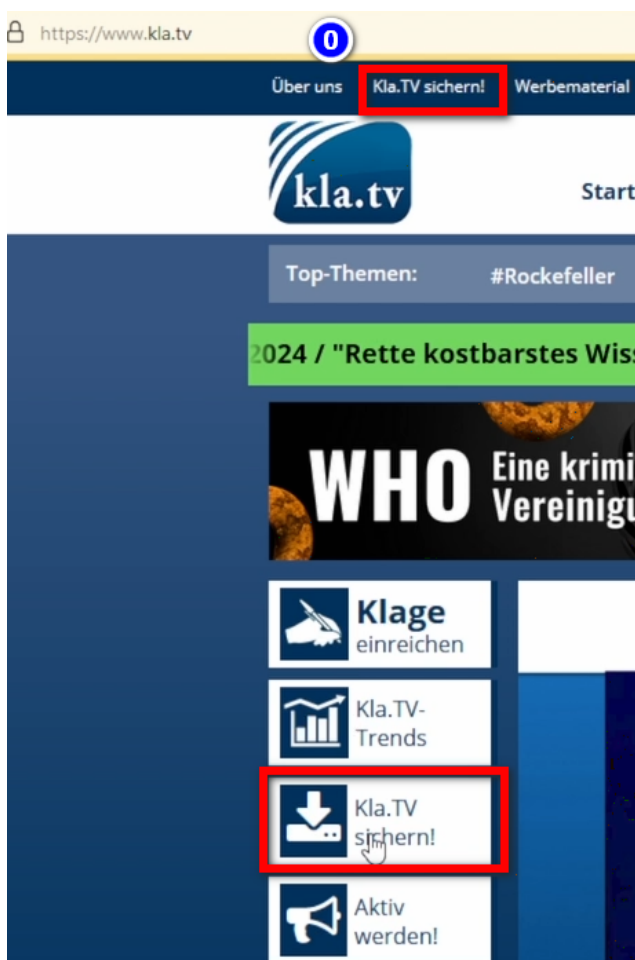 https://www.kla.tv
0
Über uns Kla.TV sichern! Werbematerial
kla.tv
Start
Top-Themen: #Rockefeller
2024 / "Rette kostbarstes Wiss
WHO Eine krimi
Vereinigu
Klage
einreichen
Kla.TV-
Trends
Kla.TV
sichern!
Aktiv
werden!